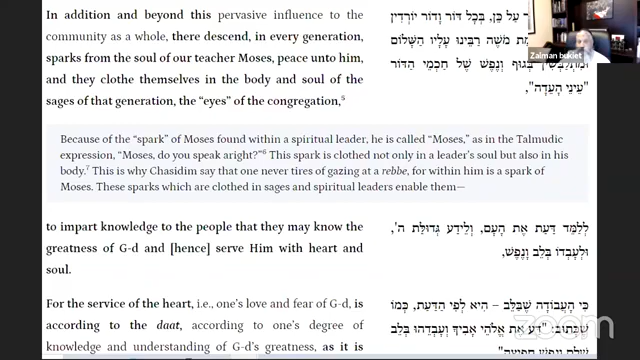 In addition and beyond this pervasive influence to the
community as a whole, there descend, in every generation,
sparks from the soul of our teacher Moses, peace unto him,
and they clothe themselves in the body and soul of the
sages of that generation, the “eyes” of the congregation,5
Because of the “spark” of Moses found within a spiritual leader, he is called “Moses,” as in the Talmudic
expression, “Moses, do you speak aright?”6 This spark is clothed not only in a leader’s soul but also in his
body.7 This is why Chasidim say that one never tires of gazing at a rebbe, for within him is a spark of
Moses. These sparks which are clothed in sages and spiritual leaders enable them—
to impart knowledge to the people that they may know the
greatness of G-d and [hence] serve Him with heart and
soul.
For the service of the heart, i.e., one’s love and fear of G-d, is
according to the daat, according to one’s degree of
knowledge and understanding of G-d’s greatness, as it is
עַל כֵּן, בְּכָל דּוֹר וָדוֹר יוֹרְדִין
מֹשֶׁה רַבֵּינוּ עָלָיו הַשָּׁלוֹם
וּמִתְלַבְּשִׁין בְּגוּף וָנֶפֶשׁ שֶׁל חַכְמֵי הַדּוֹר
"עֵינֵי הָעֵדָה",
לְלַמֵּד דַּעַת אֶת הָעָם, וְלֵידַע גְּדוּלַּת ה',
וּלְעָבְדוֹ בְּלֵב וָנֶפֶשׁ,
כִּי הָעֲבוֹדָה שֶׁבַּלֵּב – הִיא לְפִי הַדַּעַת, כְּמוֹ
שֶׁכָּתוּב: "דַּע אֶת אֱלֹהֵי אָבִיךָ וְעָבְדֵהוּ בְּלֵב
Zalman bukiet
zoom